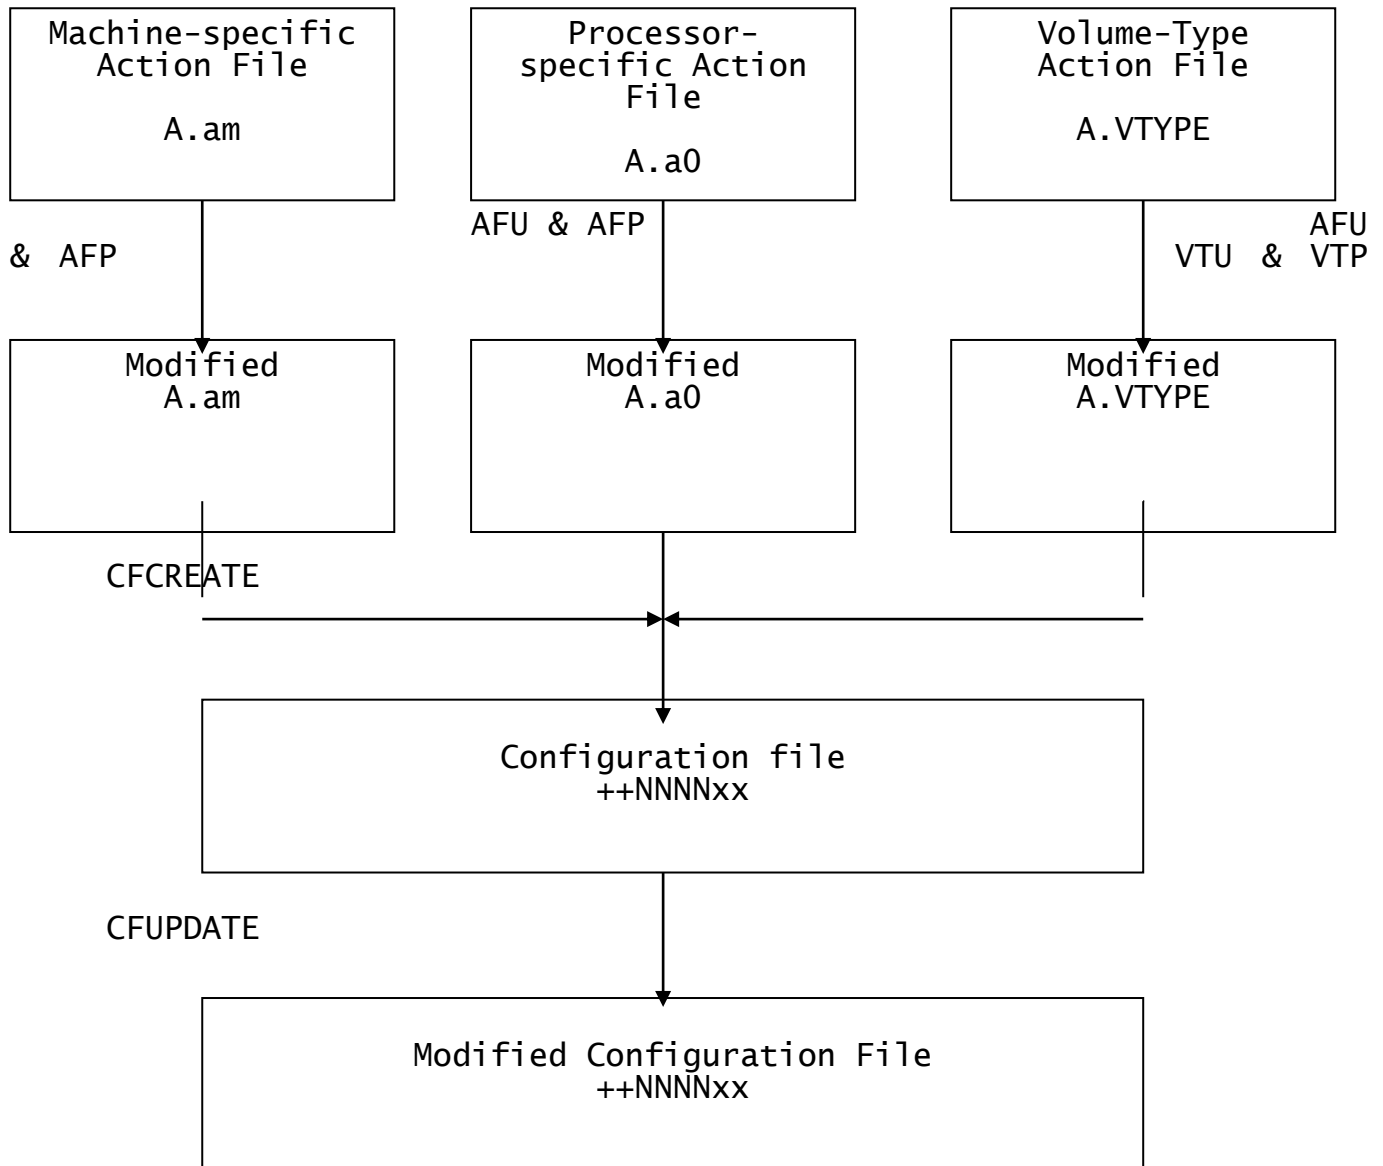 Machine-specific
Action File
A.am
Processor-
specific Action
File
A.a0
Volume-Type
Action File
A.VTYPE
AFU & AFP
AFU
& AFP
VTU & VTP
Modified
A.am
Modified
A.a0
Modified
A.VTYPE
CFCREATE
Configuration file
++NNNNxx
CFUPDATE
Modified Configuration File
++NNNNxx